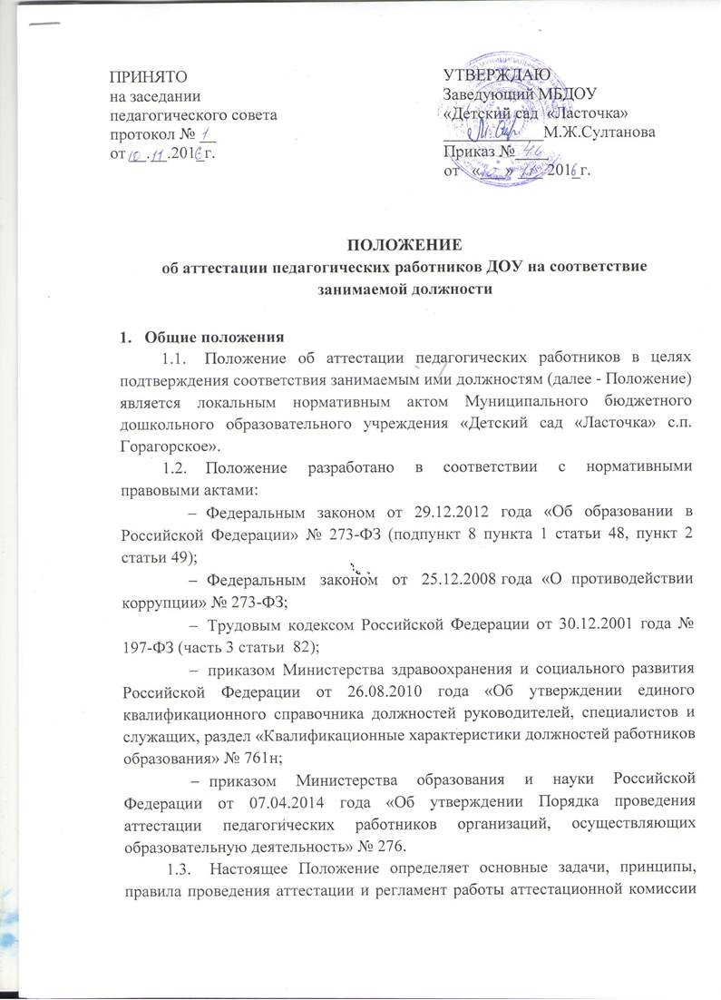 ПРИНЯТО
на заседании
педагогического совета
протокол № 1
от 10.11.2016 г.
УТВЕРЖДАЮ
Заведующий МБДОУ
«Детский сад «Ласточка»
М.Ж.Султанова
Приказ №
от « » 2016 г.
ПОЛОЖЕНИЕ
об аттестации педагогических работников ДОУ на соответствие
занимаемой должности
1. Общие положения
1.1. Положение об аттестации педагогических работников в целях
подтверждения соответствия занимаемым ими должностям (далее - Положение)
является локальным нормативным актом Муниципального бюджетного
дошкольного образовательного учреждения «Детский сад «Ласточка» с.п.
Горагорское».
1.2. Положение разработано в соответствии с нормативными
правовыми актами:
– Федеральным законом от 29.12.2012 года «Об образовании в
Российской Федерации» № 273-ФЗ (подпункт 8 пункта 1 статьи 48, пункт 2
статьи 49);
– Федеральным законом от 25.12.2008 года «О противодействии
коррупции» № 273-ФЗ;
– Трудовым кодексом Российской Федерации от 30.12.2001 года №
197-ФЗ (часть 3 статьи 82);
– приказом Министерства здравоохранения и социального развития
Российской Федерации от 26.08.2010 года «Об утверждении единого
квалификационного справочника должностей руководителей, специалистов и
служащих, раздел «Квалификационные характеристики должностей работников
образования» № 761н;
– приказом Министерства образования и науки Российской
Федерации от 07.04.2014 года «Об утверждении Порядка проведения
аттестации педагогических работников организаций, осуществляющих
образовательную деятельность» № 276.
1.3. Настоящее Положение определяет основные задачи, принципы,
правила проведения аттестации и регламент работы аттестационной комиссии